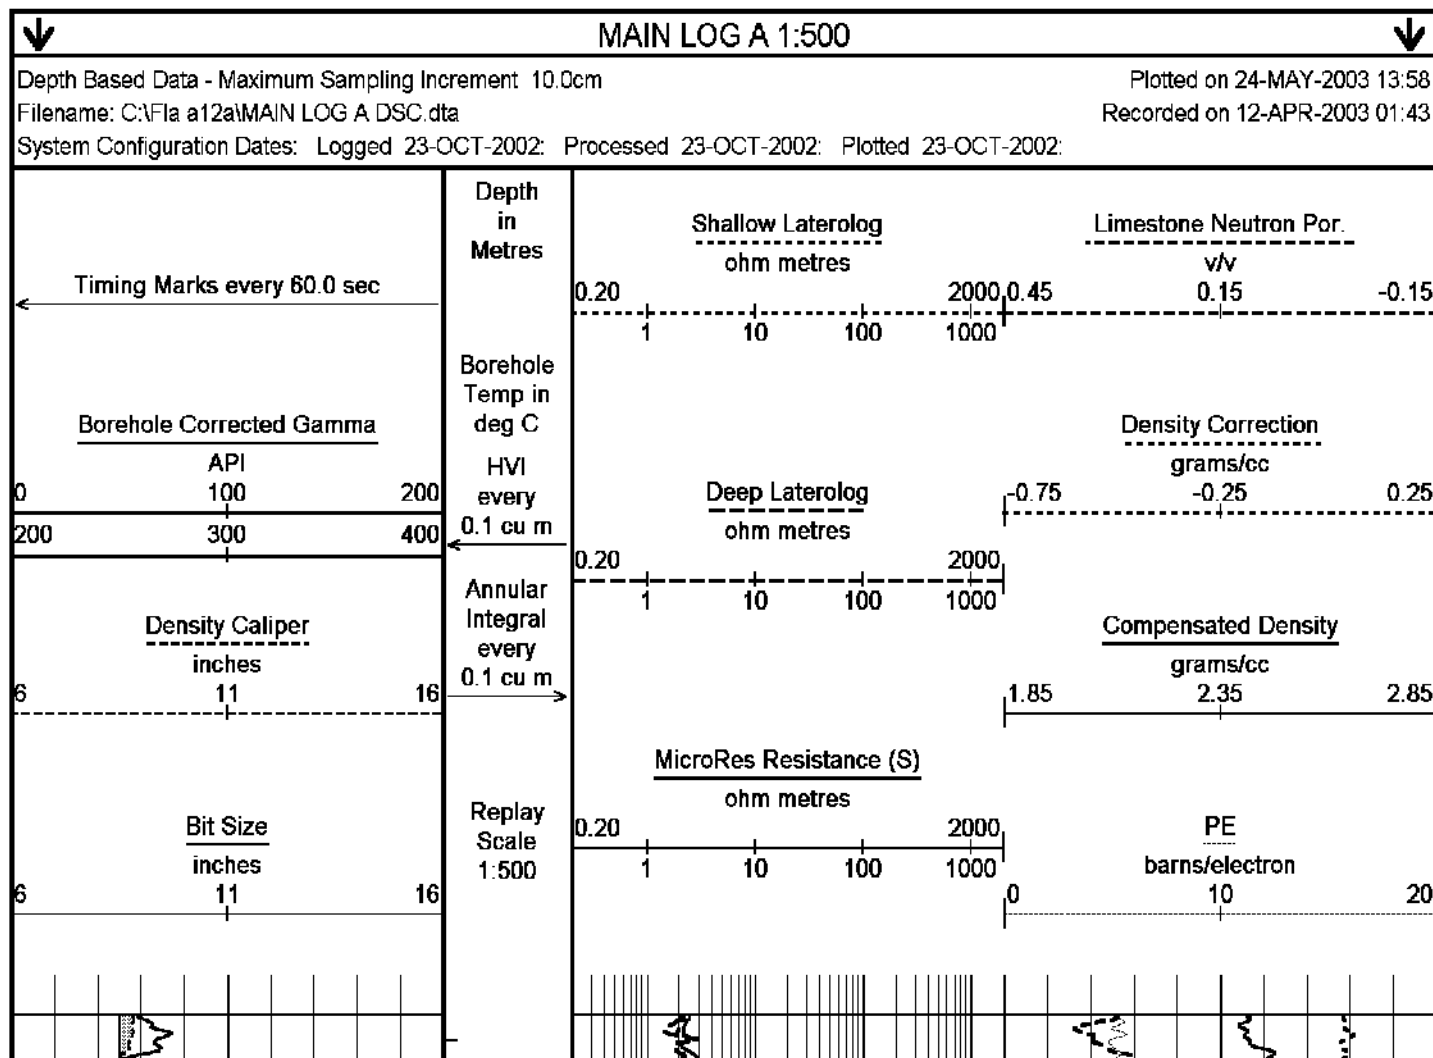 MAIN LOG A 1:500
Depth Based Data - Maximum Sampling Increment 10.0cm
Plotted on 24-MAY-2003 13:58
Filename: C:\Fla a12a\MAIN LOG A DSC.dta
Recorded on 12-APR-2003 01:43
System Configuration Dates: Logged 23-OCT-2002: Processed 23-OCT-2002: Plotted 23-OCT-2002:
Timing Marks every 60.0 sec
Borehole Corrected Gamma
API
0 100 200
200 300 400
Density Caliper
inches
6 11 16
Bit Size
inches
6 11 16
Depth
in
Metres
Borehole
Temp in
deg C
HVI
every
0.1 cu m
Annular
Integral
every
0.1 cu m
Replay
Scale
1:500
Shallow Laterolog
ohm metres
0.20 2000
1 10 100 1000
Deep Laterolog
ohm metres
0.20 2000
1 10 100 1000
MicroRes Resistance (S)
ohm metres
0.20 2000
1 10 100 1000
Limestone Neutron Por.
v/v
0.45 0.15 -0.15
Density Correction
grams/cc
-0.75 -0.25 0.25
Compensated Density
grams/cc
1.85 2.35 2.85
PE
barns/electron
0 10 20